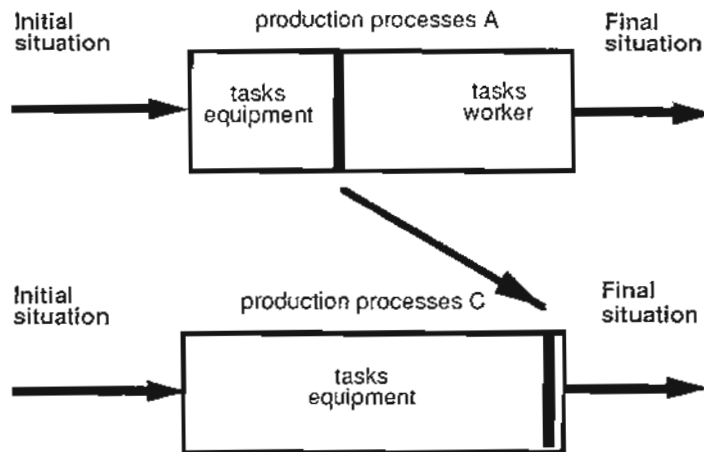 Initial
situation
production processes A
Final
situation
tasks
equipment
tasks
worker
Initial
situation
production processes C
Final
situation
tasks
equipment